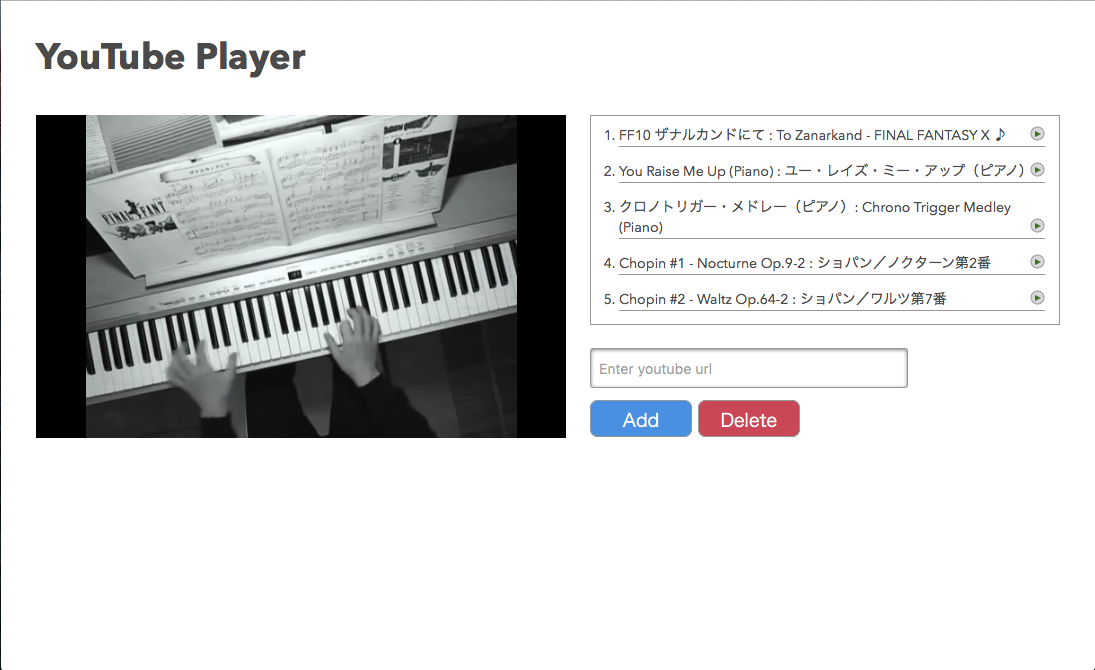 YouTube Player
FINAL FANT
1. FF10 ザナルカンドにて : To Zanarkand - FINAL FANTASY X ♪
2. You Raise Me Up (Piano) : ユー・レイズ・ミー・アップ（ピアノ）
3. クロノトリガー・メドレー（ピアノ）: Chrono Trigger Medley
(Piano)
4. Chopin #1 - Nocturne Op.9-2 : ショパン／ノクターン第2番
5. Chopin #2 - Waltz Op.64-2 : ショパン／ワルツ第7番
Enter youtube url
Add Delete